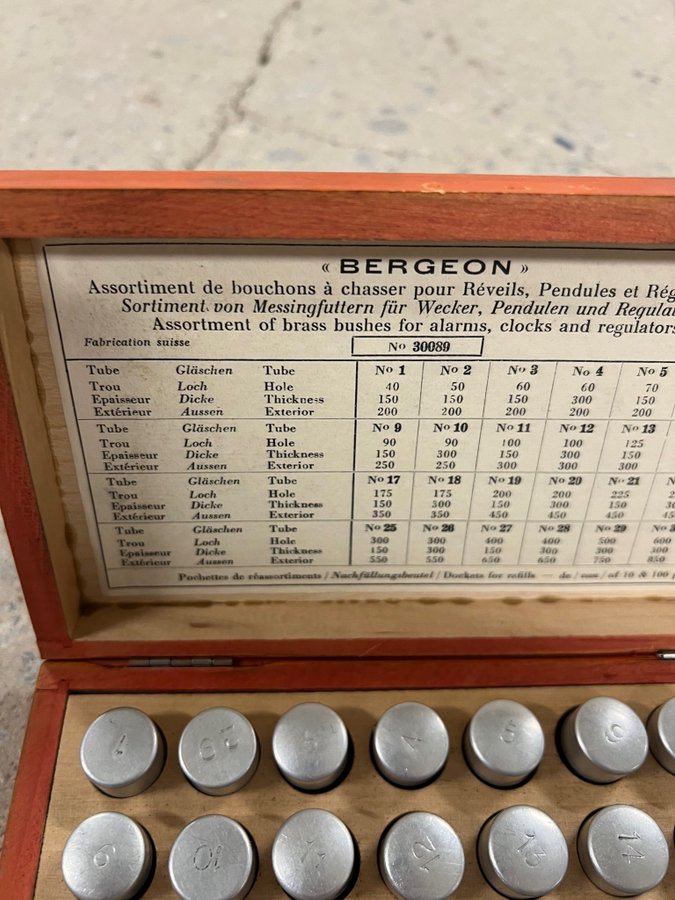 « BERGEON »
Assortiment de bouchons à chasser pour Réveils, Pendules et Rég
Sortiment von Messingfuttern für Wecker, Pendulen und Regula
Assortment of brass bushes for alarms, clocks and regulators
Fabrication suisse No 30089
Tube Gläschen Tube No 1 No 2 No 3 No 4 No 5
Trou Loch Hole 40 50 60 60 70
Epaisseur Dicke Thickness 150 150 150 300 150
Extérieur Aussen Exterior 200 200 200 200 200
Tube Gläschen Tube No 9 No 10 No 11 No 12 No 13
Trou Loch Hole 90 90 100 100 125
Epaisseur Dicke Thickness 150 300 150 300 150
Extérieur Aussen Exterior 250 250 300 300 300
Tube Gläschen Tube No 17 No 18 No 19 No 20 No 21
Trou Loch Hole 175 175 200 200 225
Epaisseur Dicke Thickness 150 300 150 300 150
Extérieur Aussen Exterior 350 350 450 450 450
Tube Gläschen Tube No 25 No 26 No 27 No 28 No 29
Trou Loch Hole 300 300 400 400 500 600
Epaisseur Dicke Thickness 150 300 150 300 300 300
Extérieur Aussen Exterior 550 550 650 650 750 850
Pochettes de réassortiments / Nachfüllungsbeutel / Dockets for refills — de / von / of 10 & 100
1 2 4 5 6
9 10 11 12 13 14